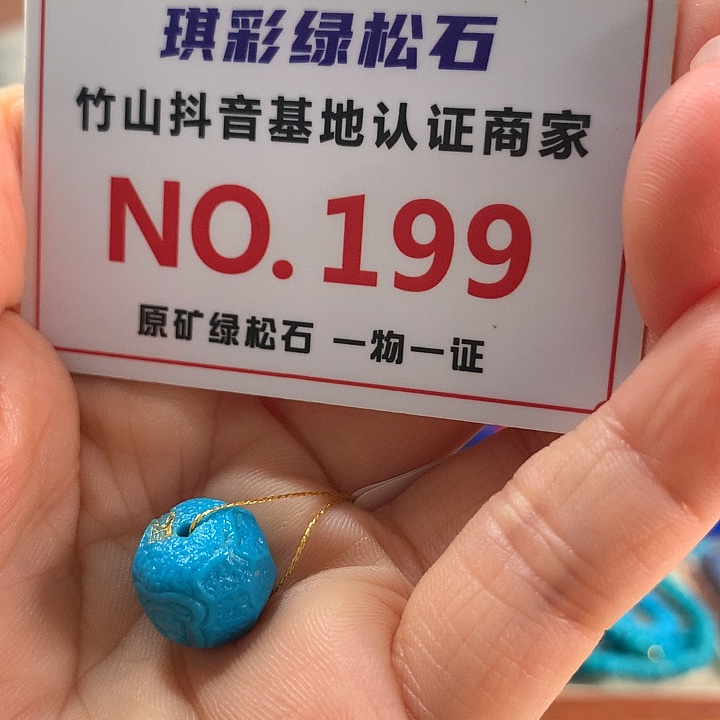 琪彩绿松石
竹山抖音基地认证商家
NO.199
原矿绿松石 一物一证